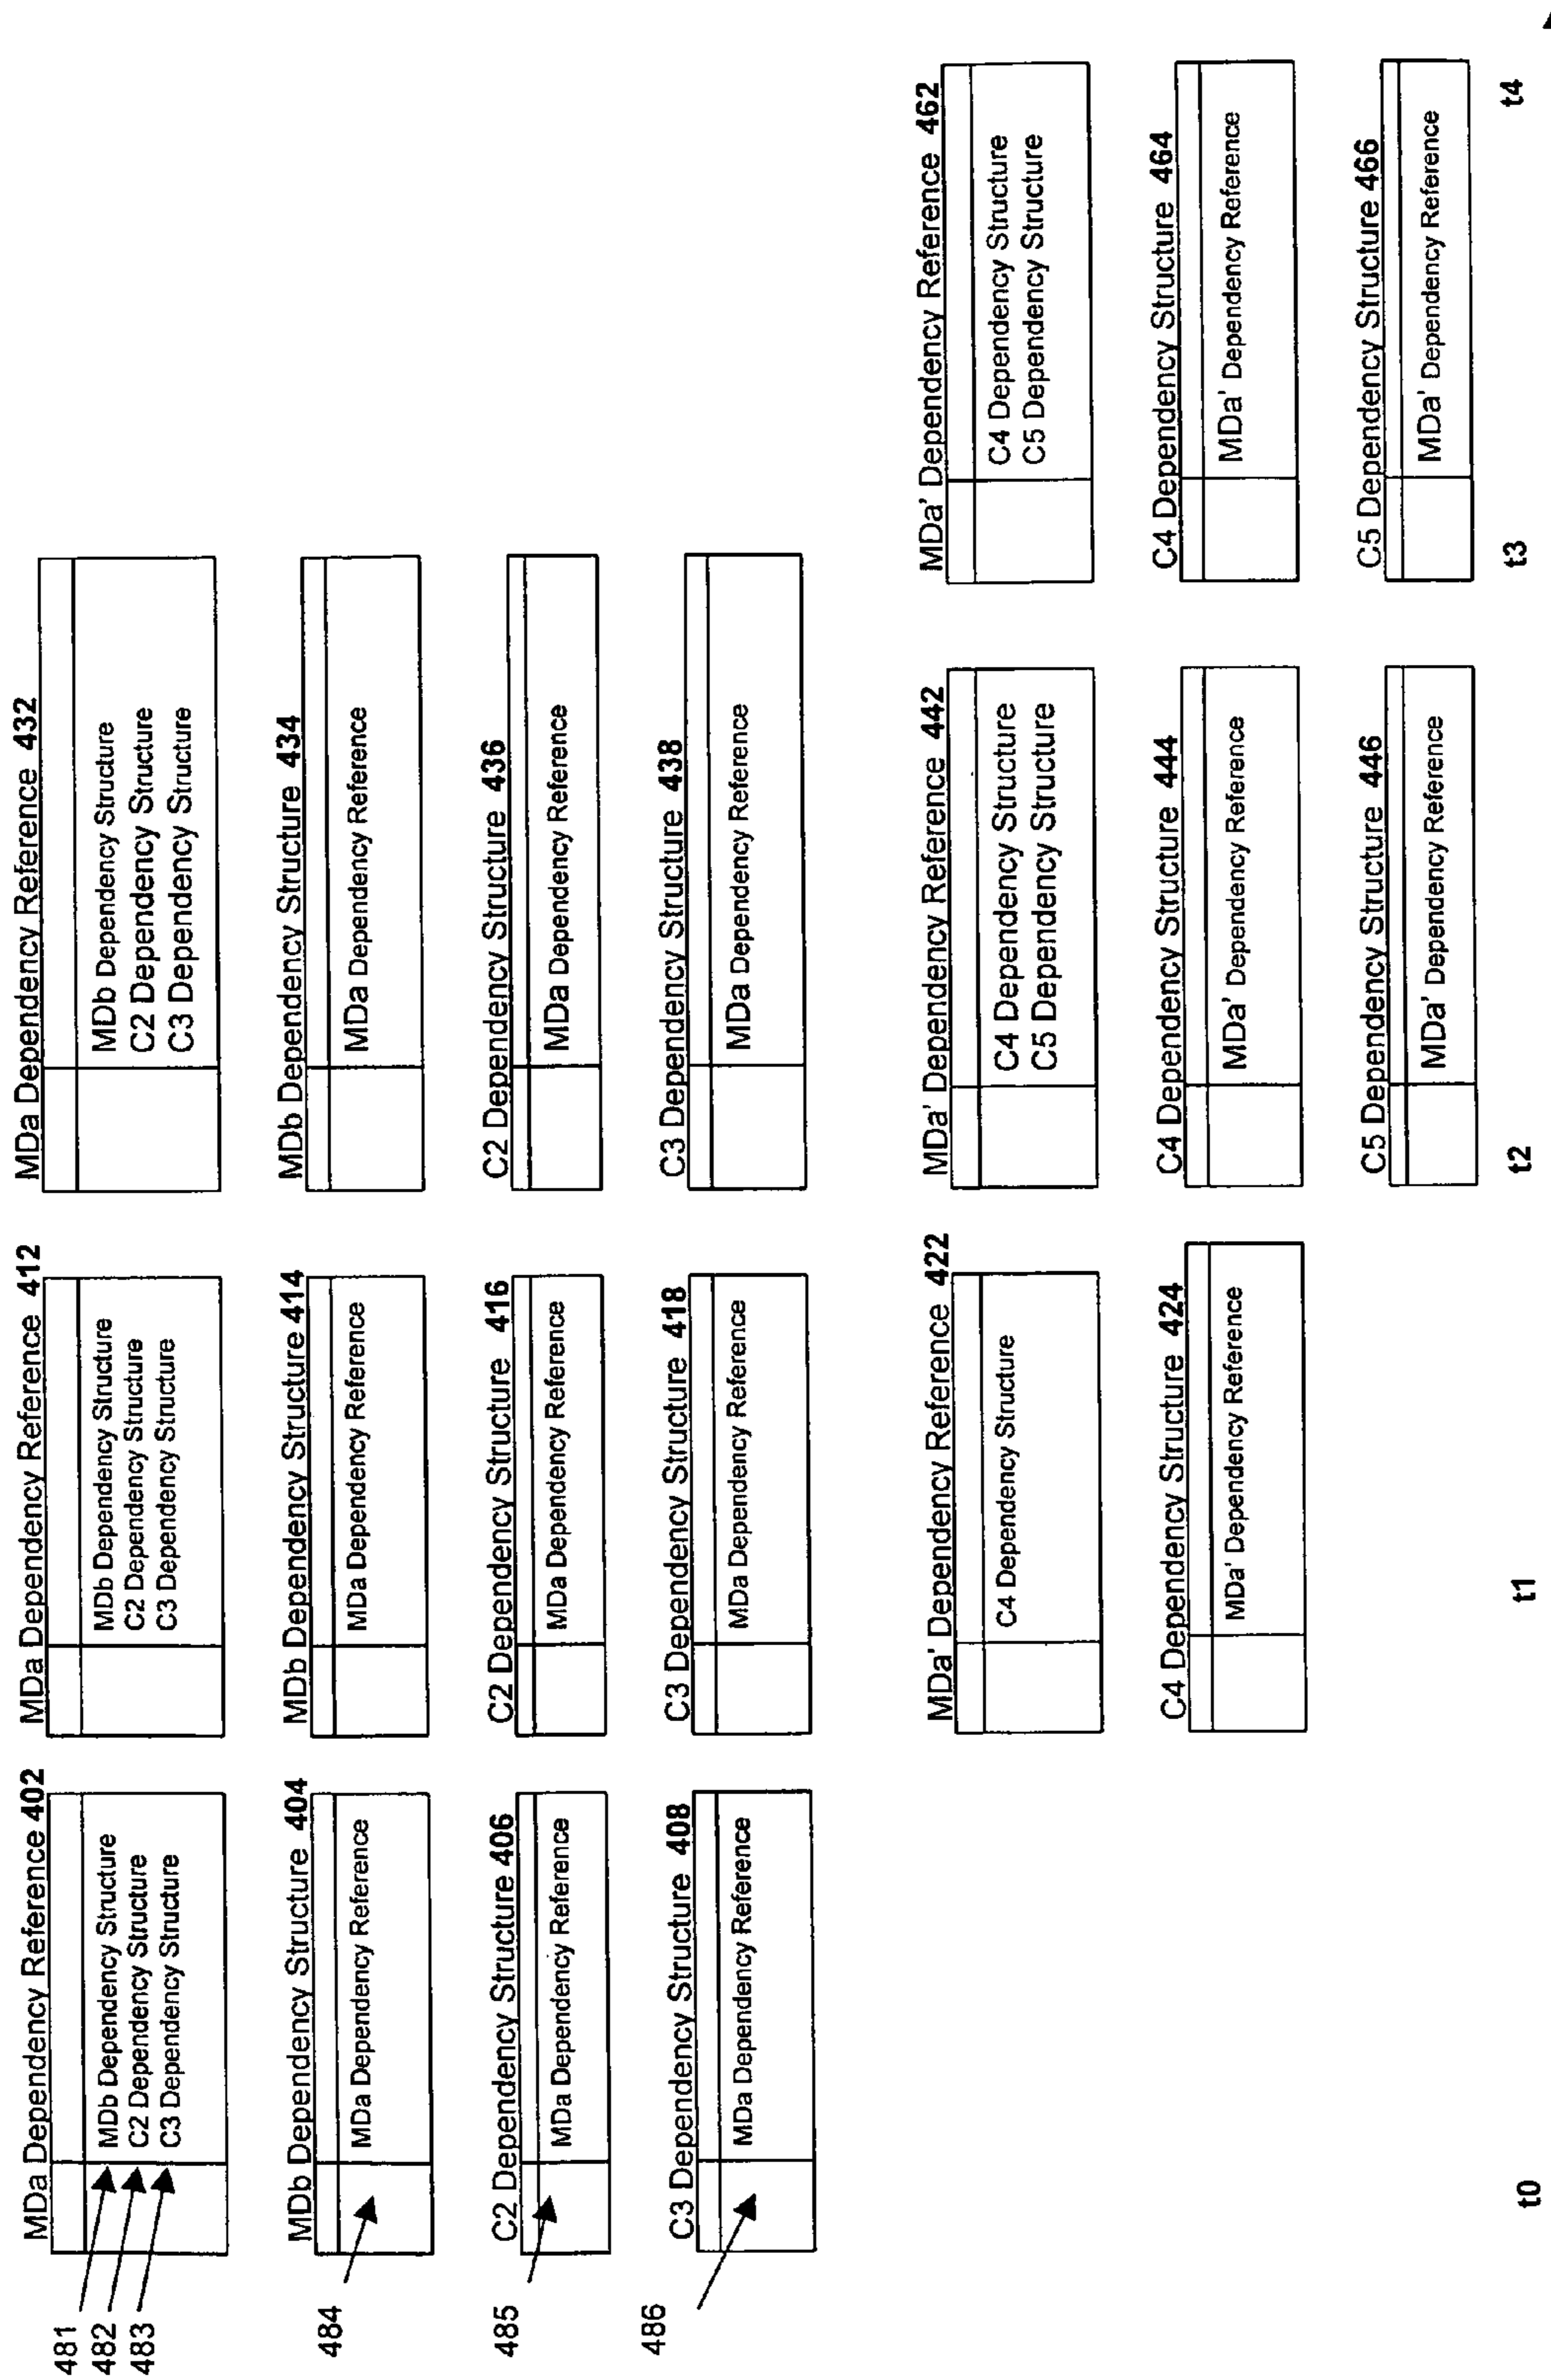 MDa Dependency Reference 402
481
482
483
MDb Dependency Structure
C2 Dependency Structure
C3 Dependency Structure
MDb Dependency Structure 404
484
MDa Dependency Reference
C2 Dependency Structure 406
485
MDa Dependency Reference
C3 Dependency Structure 408
486
MDa Dependency Reference
t0
MDa Dependency Reference 412
MDb Dependency Structure
C2 Dependency Structure
C3 Dependency Structure
MDb Dependency Structure 414
MDa Dependency Reference
C2 Dependency Structure 416
MDa Dependency Reference
C3 Dependency Structure 418
MDa Dependency Reference
MDa' Dependency Reference 422
C4 Dependency Structure
C4 Dependency Structure 424
MDa' Dependency Reference
t1
MDa Dependency Reference 432
MDb Dependency Structure
C2 Dependency Structure
C3 Dependency Structure
MDb Dependency Structure 434
MDa Dependency Reference
C2 Dependency Structure 436
MDa Dependency Reference
C3 Dependency Structure 438
MDa Dependency Reference
MDa' Dependency Reference 442
C4 Dependency Structure
C5 Dependency Structure
C4 Dependency Structure 444
MDa' Dependency Reference
C5 Dependency Structure 446
MDa' Dependency Reference
t2
MDa' Dependency Reference 462
C4 Dependency Structure
C5 Dependency Structure
C4 Dependency Structure 464
MDa' Dependency Reference
C5 Dependency Structure 466
MDa' Dependency Reference
t3
t4